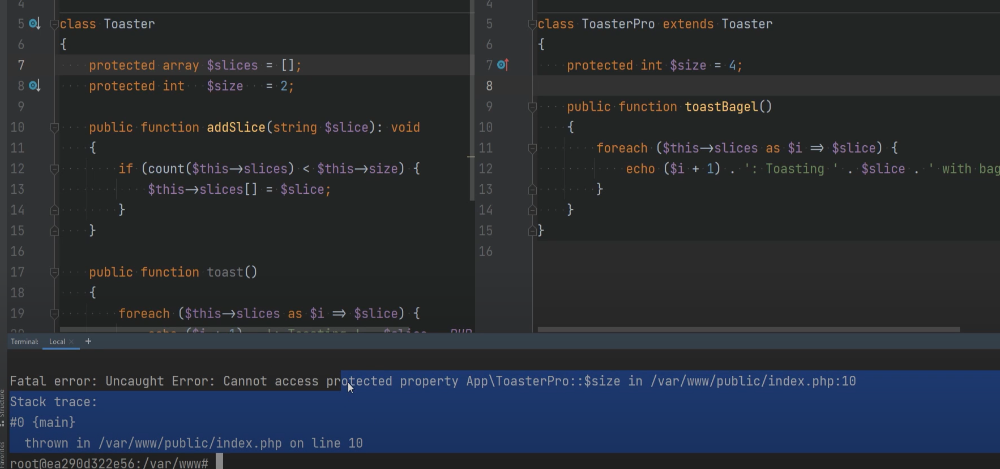 4
5 class Toaster
6 {
7 protected array $slices = [];
8 protected int $size = 2;
9
10 public function addSlice(string $slice): void
11 {
12 if (count($this→slices) < $this→size) {
13 $this→slices[] = $slice;
14 }
15 }
16
17 public function toast()
18 {
19 foreach ($this→slices as $i ⇒ $slice) {
4
5 class ToasterPro extends Toaster
6 {
7 protected int $size = 4;
8
9 public function toastBagel()
10 {
11 foreach ($this→slices as $i ⇒ $slice) {
12 echo ($i + 1) . ': Toasting ' . $slice . ' with bag
13 }
14 }
15 }
16
Terminal: Local × +
Fatal error: Uncaught Error: Cannot access protected property App\ToasterPro::$size in /var/www/public/index.php:10
Stack trace:
#0 {main}
thrown in /var/www/public/index.php on line 10
root@ea290d322e56:/var/www#
Structure
Favorites